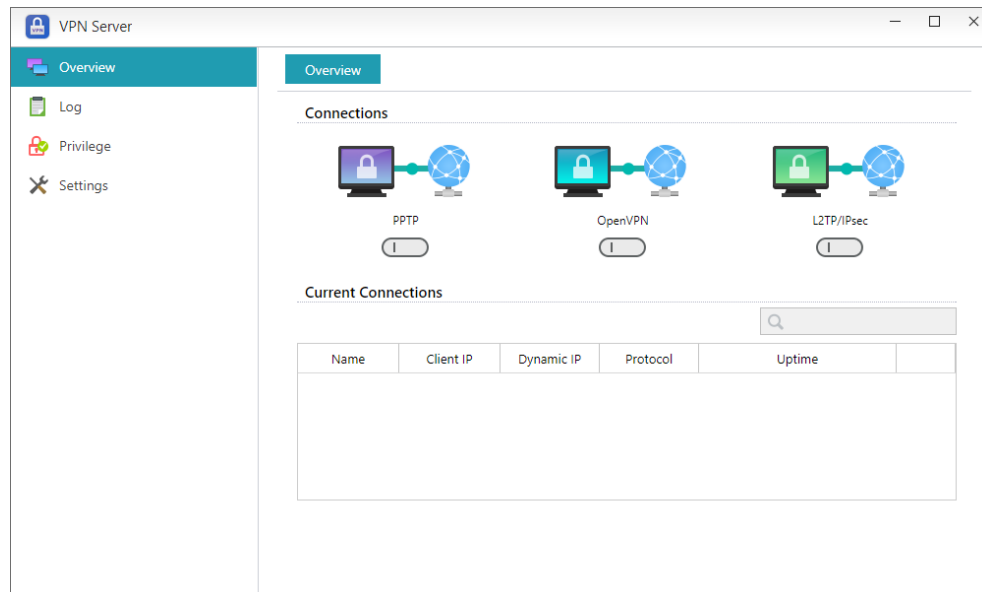 VPN Server
Overview
Log
Privilege
Settings
Overview
Connections
PPTP OpenVPN L2TP/IPsec
Current Connections
Name Client IP Dynamic IP Protocol Uptime